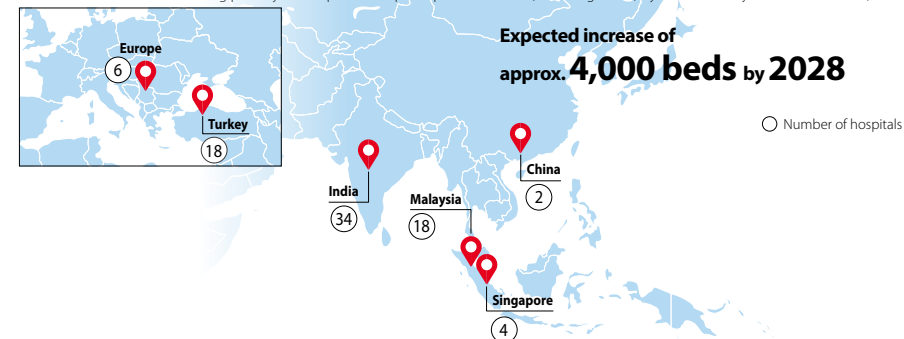 Expected increase of
approx. 4,000 beds by 2028
Number of hospitals
Europe
6
Turkey
18
India
34
Malaysia
18
China
2
Singapore
4